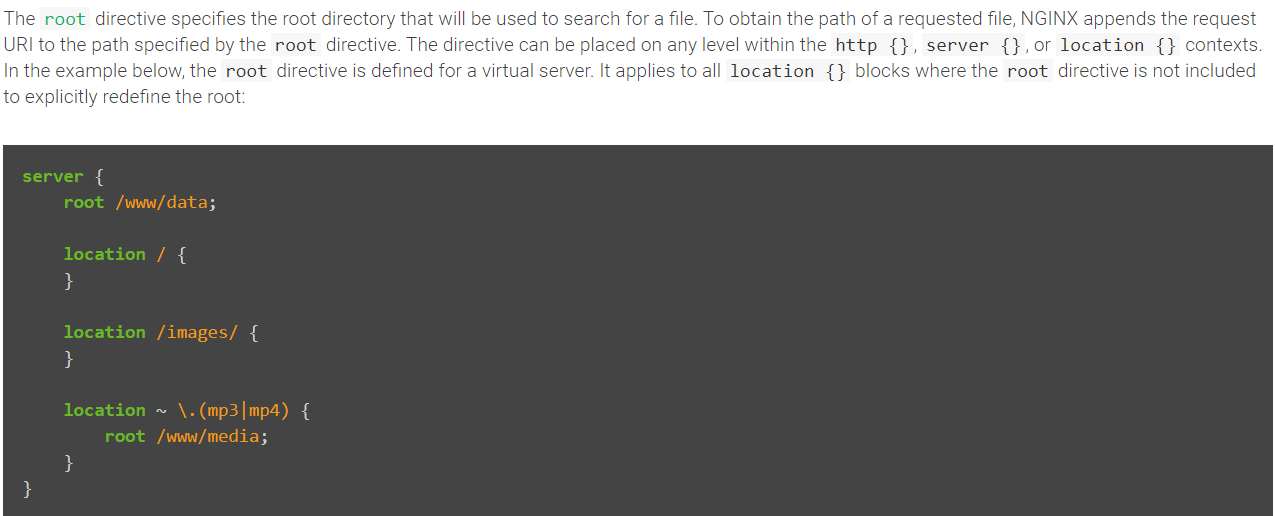 The root directive specifies the root directory that will be used to search for a file. To obtain the path of a requested file, NGINX appends the request
URI to the path specified by the root directive. The directive can be placed on any level within the http {}, server {}, or location {} contexts.
In the example below, the root directive is defined for a virtual server. It applies to all location {} blocks where the root directive is not included
to explicitly redefine the root:
server {
    root /www/data;

    location / {
    }

    location /images/ {
    }

    location ~ \.(mp3|mp4) {
        root /www/media;
    }
}